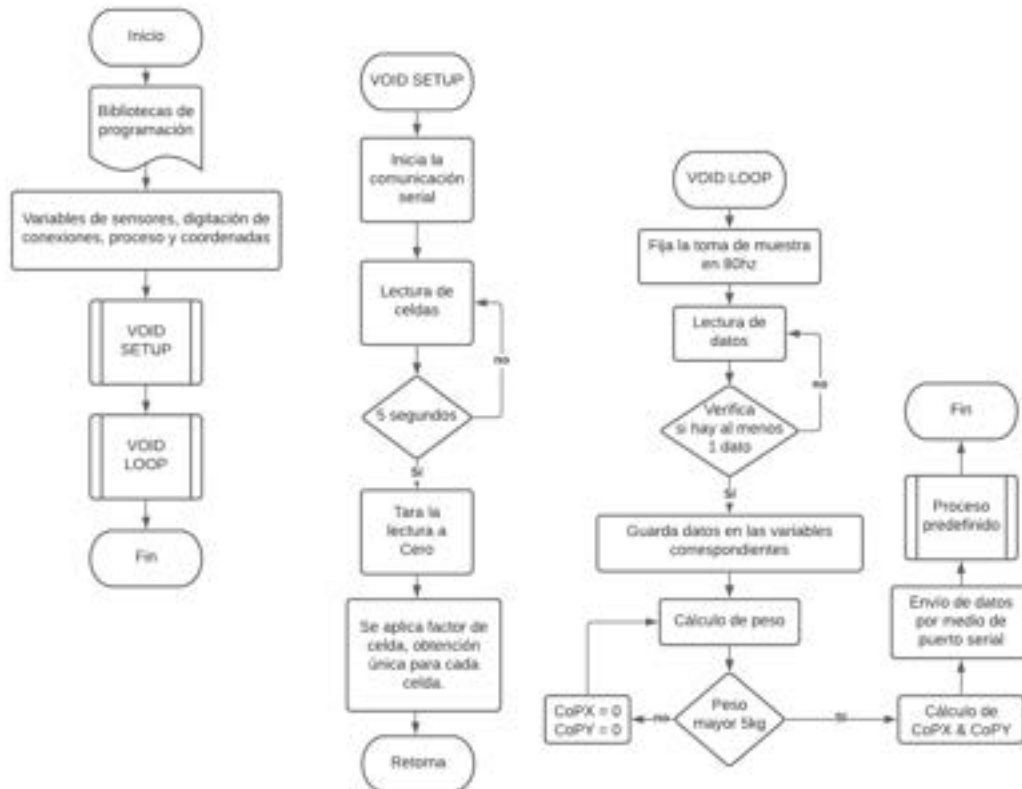 Inicio
Bibliotecas de
programación
Variables de sensores, digitación de
conexiones, proceso y coordenadas
VOID
SETUP
VOID
LOOP
Fin
VOID SETUP
Inicia la
comunicación
serial
Lectura de
celdas
no
5 segundos
Si
Tara la
lectura a
Cero
Se aplica factor de
celda, obtención
única para cada
celda.
Retorna
VOID LOOP
Fija la toma de muestra
en 80hz
Lectura de
datos
no
Verifica
si hay al menos
1 dato
Si
Guarda datos en las variables
correspondientes
Cálculo de peso
Peso
mayor 5kg
no
CoPX = 0
CoPY = 0
Si
Cálculo de
CoPX & CoPY
Envío de datos
por medio de
puerto serial
Proceso
predefinido
Fin